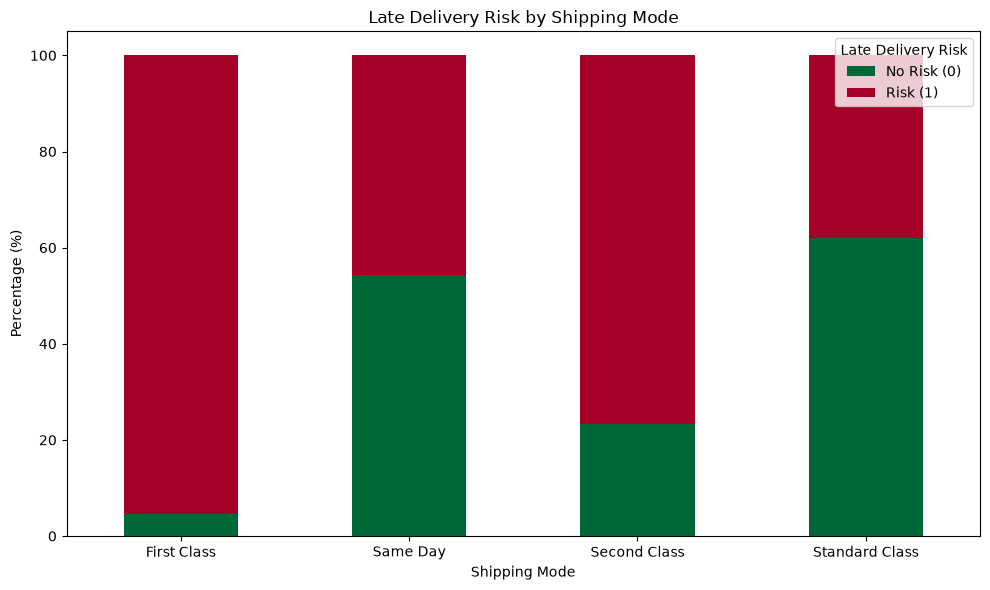 Late Delivery Risk by Shipping Mode
Late Delivery Risk
No Risk (0)
Risk (1)
Percentage (%)
100
80
60
40
20
0
First Class
Same Day
Second Class
Standard Class
Shipping Mode